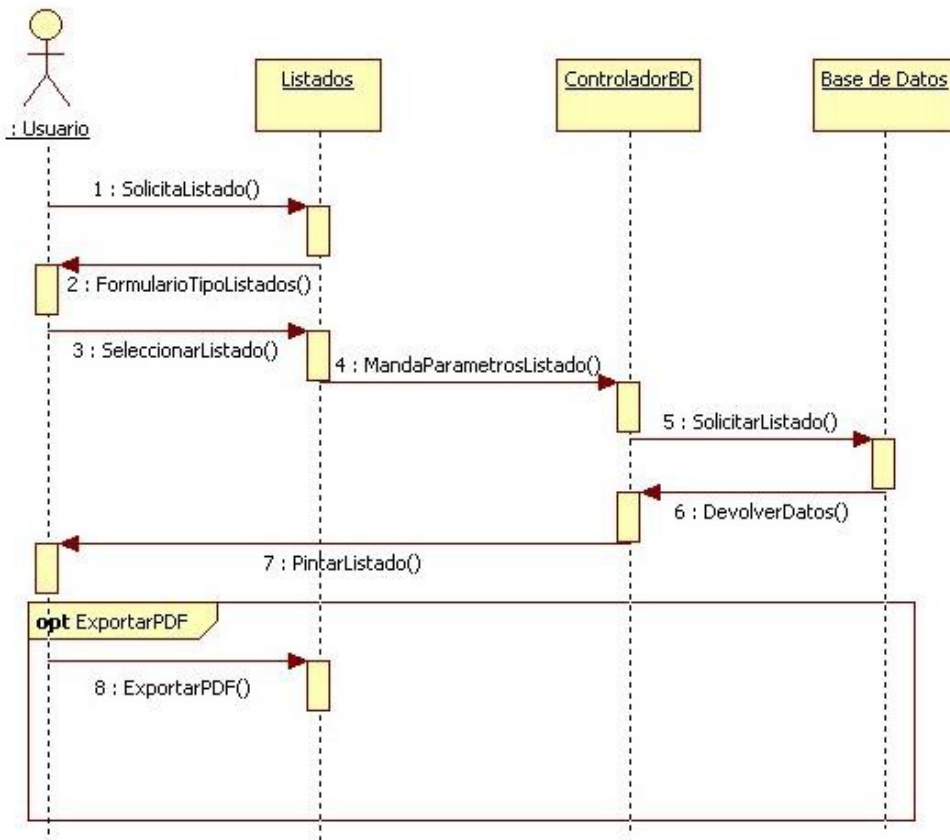 : Usuario
Listados
ControladorBD
Base de Datos
1 : SolicitaListado()
2 : FormularioTipoListados()
3 : SeleccionarListado()
4 : MandaParametrosListado()
5 : SolicitarListado()
6 : DevolverDatos()
7 : PintarListado()
opt ExportarPDF
8 : ExportarPDF()